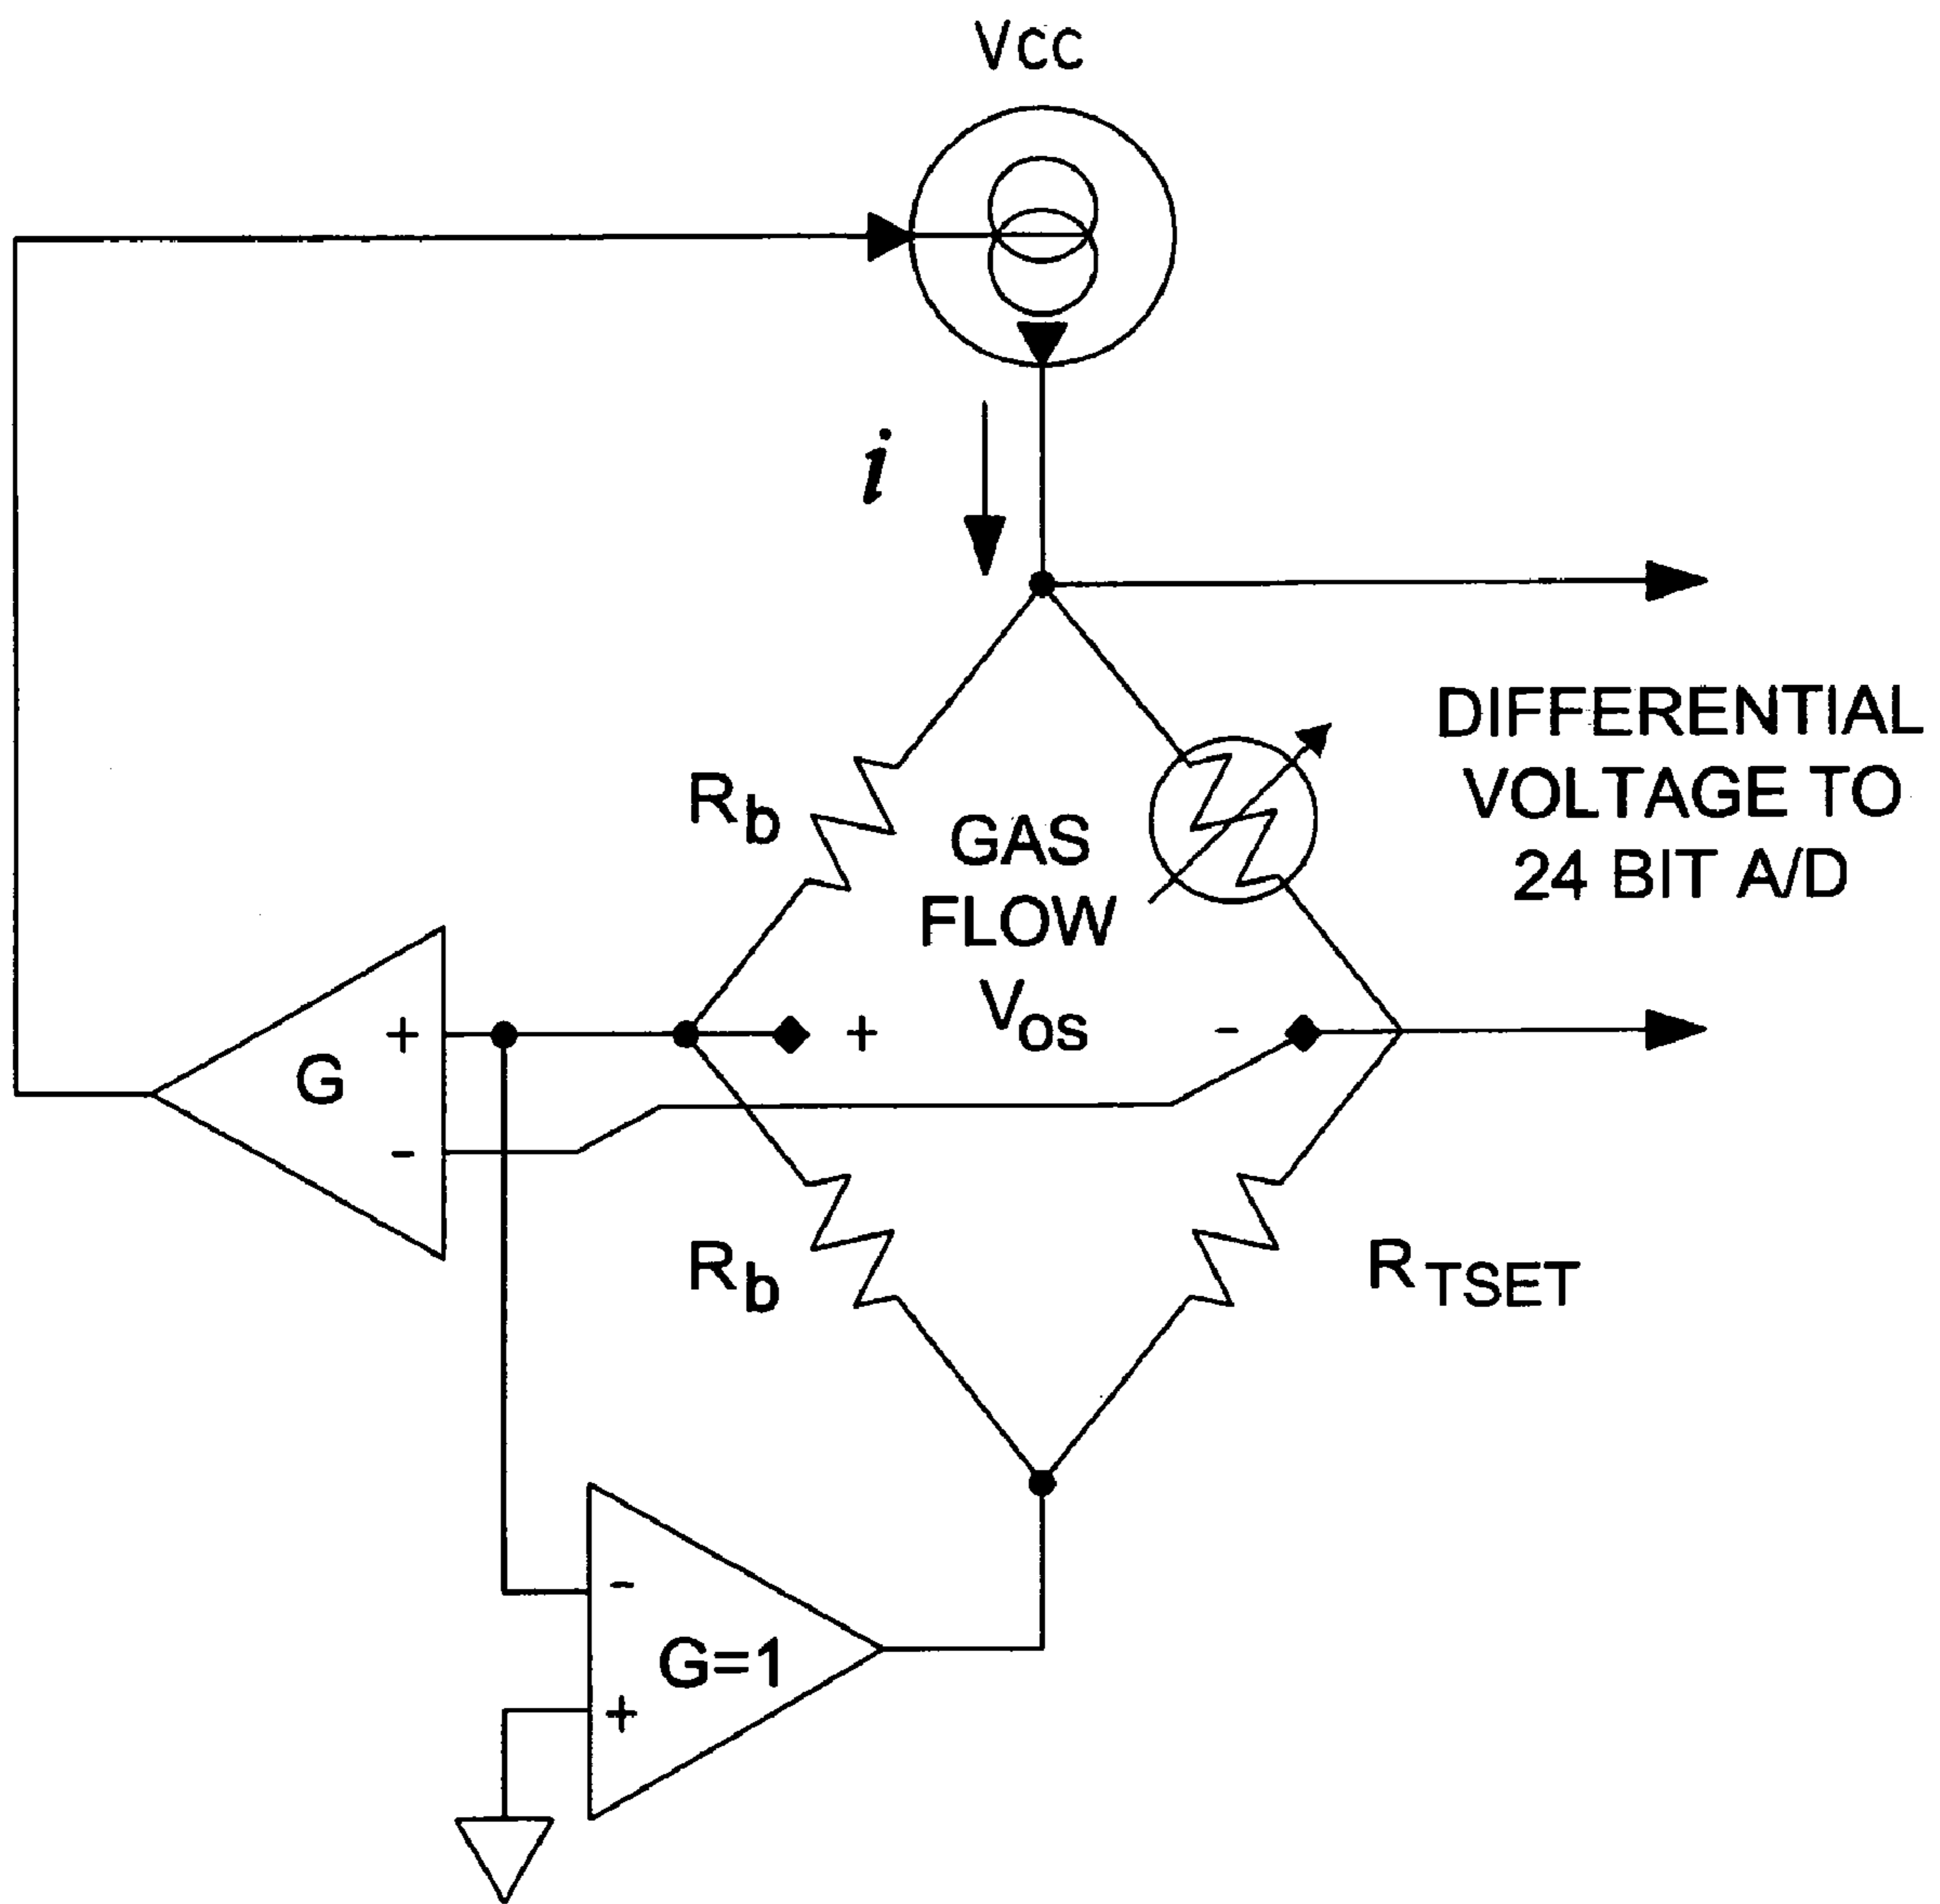 VCC
i
DIFFERENTIAL
VOLTAGE TO
24 BIT A/D
Rb
GAS
FLOW
+ VOS -
+
G
-
Rb
RTSET
-
G=1
+